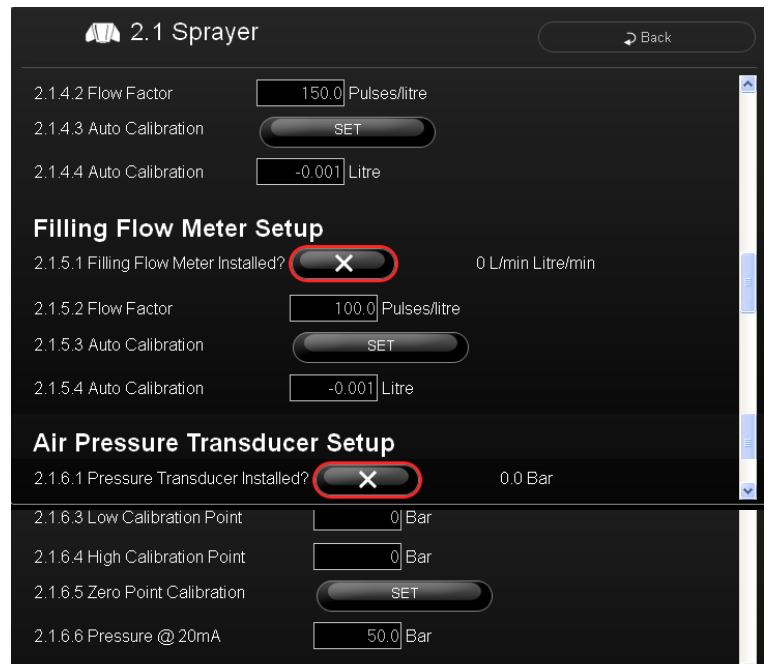 2.1 Sprayer
Back
2.1.4.2 Flow Factor 150.0 Pulses/litre
2.1.4.3 Auto Calibration SET
2.1.4.4 Auto Calibration -0.001 Litre
Filling Flow Meter Setup
2.1.5.1 Filling Flow Meter Installed? 0 L/min Litre/min
2.1.5.2 Flow Factor 100.0 Pulses/litre
2.1.5.3 Auto Calibration SET
2.1.5.4 Auto Calibration -0.001 Litre
Air Pressure Transducer Setup
2.1.6.1 Pressure Transducer Installed? 0.0 Bar
2.1.6.3 Low Calibration Point 0 Bar
2.1.6.4 High Calibration Point 0 Bar
2.1.6.5 Zero Point Calibration SET
2.1.6.6 Pressure @ 20mA 50.0 Bar